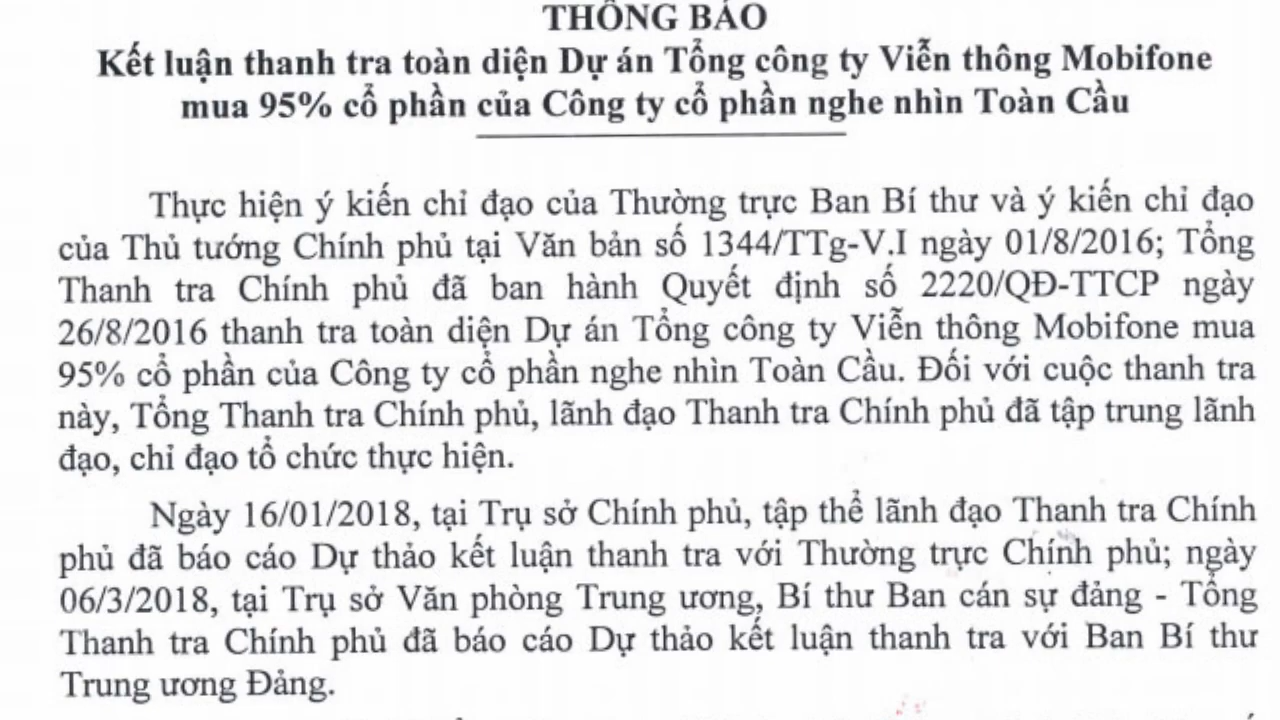 THÔNG BÁO
Kết luận thanh tra toàn diện Dự án Tổng công ty Viễn thông Mobifone
mua 95% cổ phần của Công ty cổ phần nghe nhìn Toàn Cầu
Thực hiện ý kiến chỉ đạo của Thường trực Ban Bí thư và ý kiến chỉ đạo
của Thủ tướng Chính phủ tại Văn bản số 1344/TTg-V.I ngày 01/8/2016; Tổng
Thanh tra Chính phủ đã ban hành Quyết định số 2220/QĐ-TTCP ngày
26/8/2016 thanh tra toàn diện Dự án Tổng công ty Viễn thông Mobifone mua
95% cổ phần của Công ty cổ phần nghe nhìn Toàn Cầu. Đối với cuộc thanh tra
này, Tổng Thanh tra Chính phủ, lãnh đạo Thanh tra Chính phủ đã tập trung lãnh
đạo, chỉ đạo tổ chức thực hiện.
Ngày 16/01/2018, tại Trụ sở Chính phủ, tập thể lãnh đạo Thanh tra Chính
phủ đã báo cáo Dự thảo kết luận thanh tra với Thường trực Chính phủ; ngày
06/3/2018, tại Trụ sở Văn phòng Trung ương, Bí thư Ban cán sự đảng - Tổng
Thanh tra Chính phủ đã báo cáo Dự thảo kết luận thanh tra với Ban Bí thư
Trung ương Đảng.